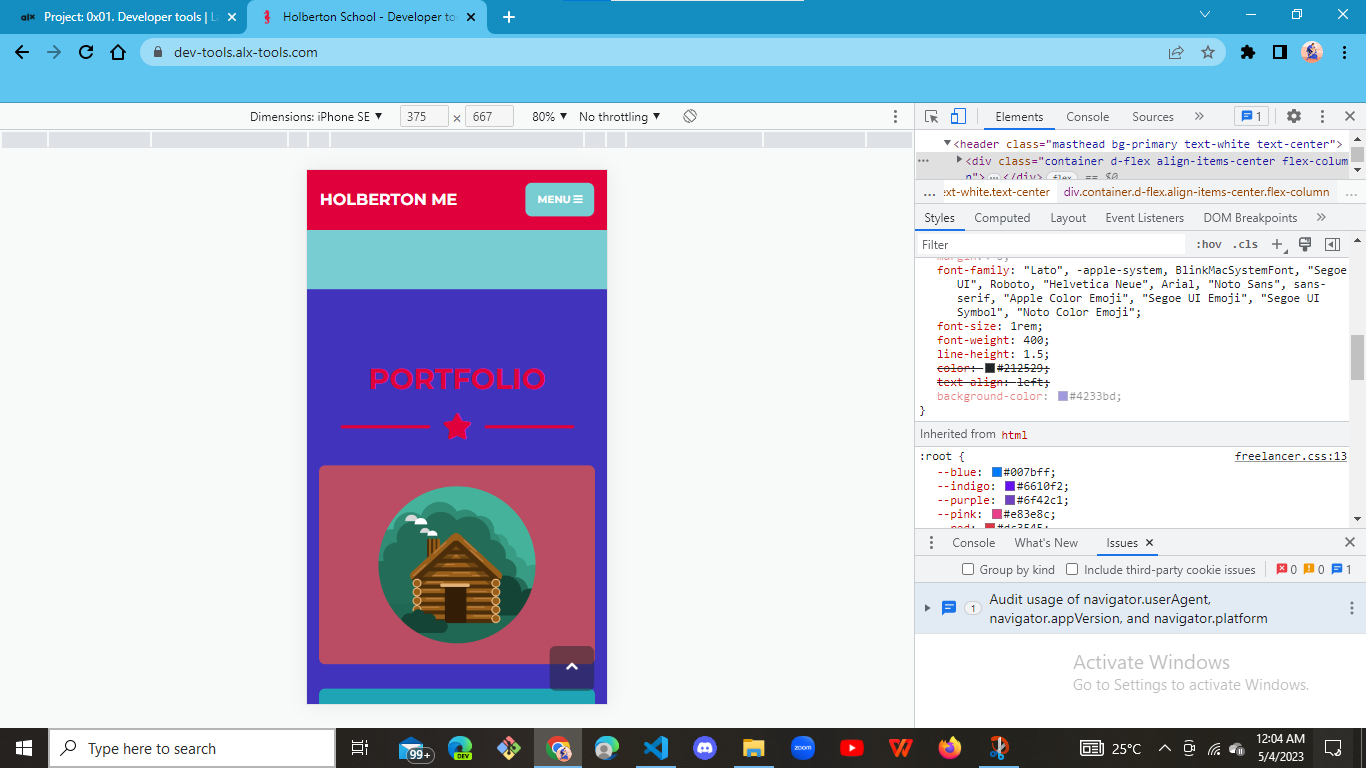 Project: 0x01. Developer tools | L
Holberton School - Developer to
dev-tools.alx-tools.com
Dimensions: iPhone SE ▼ 375 × 667 80% ▼ No throttling ▼
HOLBERTON ME
MENU
PORTFOLIO
Elements Console Sources » 1
<header class="masthead bg-primary text-white text-center">
<div class="container d-flex align-items-center flex-colum
n">…</div> flex == $0
… ext-white.text-center div.container.d-flex.align-items-center.flex-column …
Styles Computed Layout Event Listeners DOM Breakpoints »
Filter :hov .cls +
font-family: "Lato", -apple-system, BlinkMacSystemFont, "Segoe
UI", Roboto, "Helvetica Neue", Arial, "Noto Sans", sans-
serif, "Apple Color Emoji", "Segoe UI Emoji", "Segoe UI
Symbol", "Noto Color Emoji";
font-size: 1rem;
font-weight: 400;
line-height: 1.5;
color: #212529;
text-align: left;
background-color: #4233bd;
}
Inherited from html
:root { freelancer.css:13
--blue: #007bff;
--indigo: #6610f2;
--purple: #6f42c1;
--pink: #e83e8c;
--red: #dc3545;
Console What's New Issues ×
Group by kind Include third-party cookie issues 0 0 1
1 Audit usage of navigator.userAgent,
navigator.appVersion, and navigator.platform
Activate Windows
Go to Settings to activate Windows.
Type here to search
99+
DEV
zoom
25°C
12:04 AM
5/4/2023